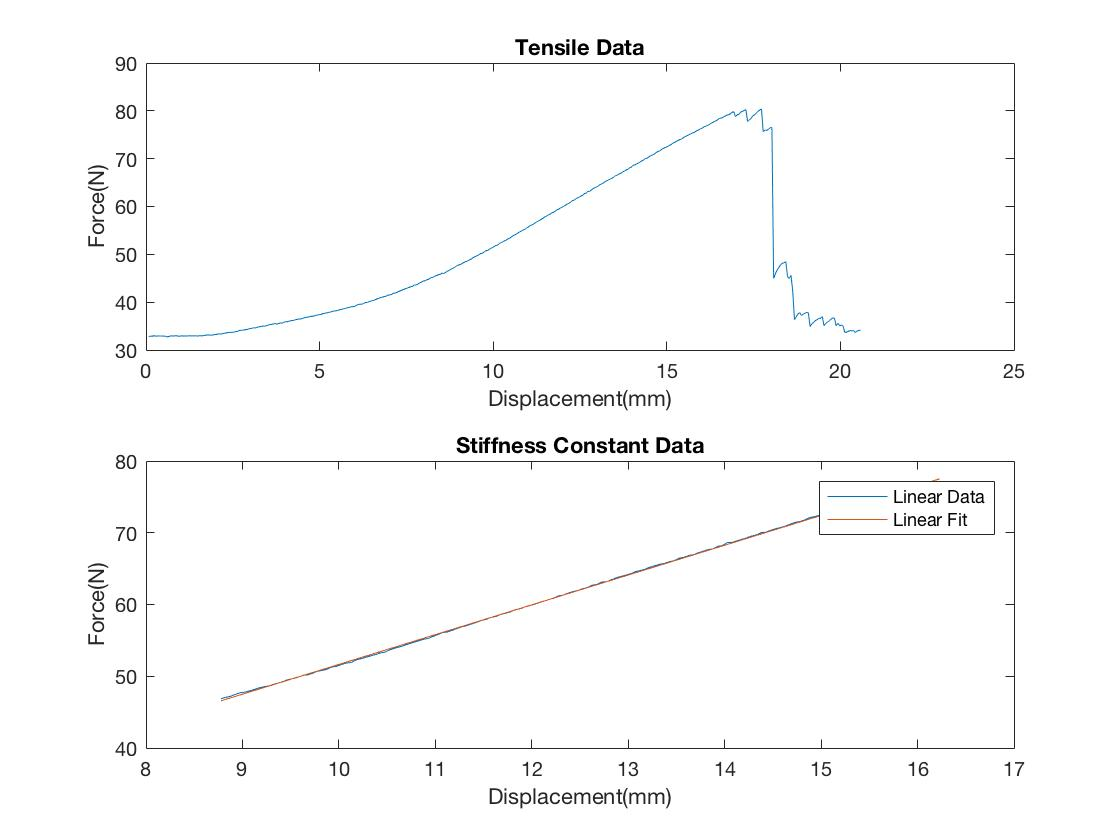 Tensile Data
90
80
70
60
50
40
30
Force(N)
0 5 10 15 20 25
Displacement(mm)
Stiffness Constant Data
80
70
60
50
40
Force(N)
Linear Data
Linear Fit
8 9 10 11 12 13 14 15 16 17
Displacement(mm)